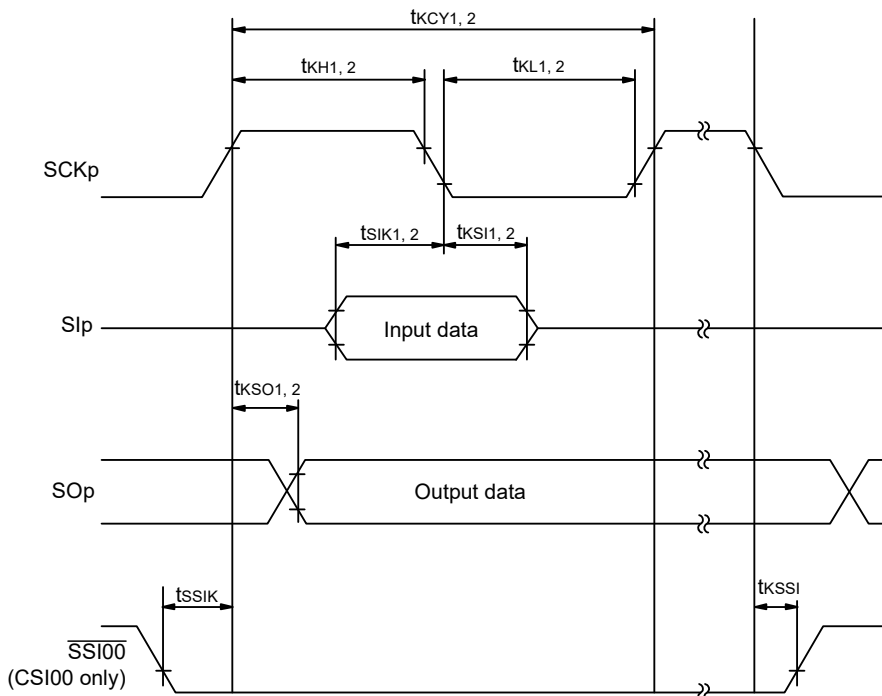 tKCY1, 2
tKH1, 2
tKL1, 2
SCKp
tSIK1, 2
tKSI1, 2
SIp
Input data
tKSO1, 2
SOp
Output data
tSSIK
tKSSI
SSI00
(CSI00 only)